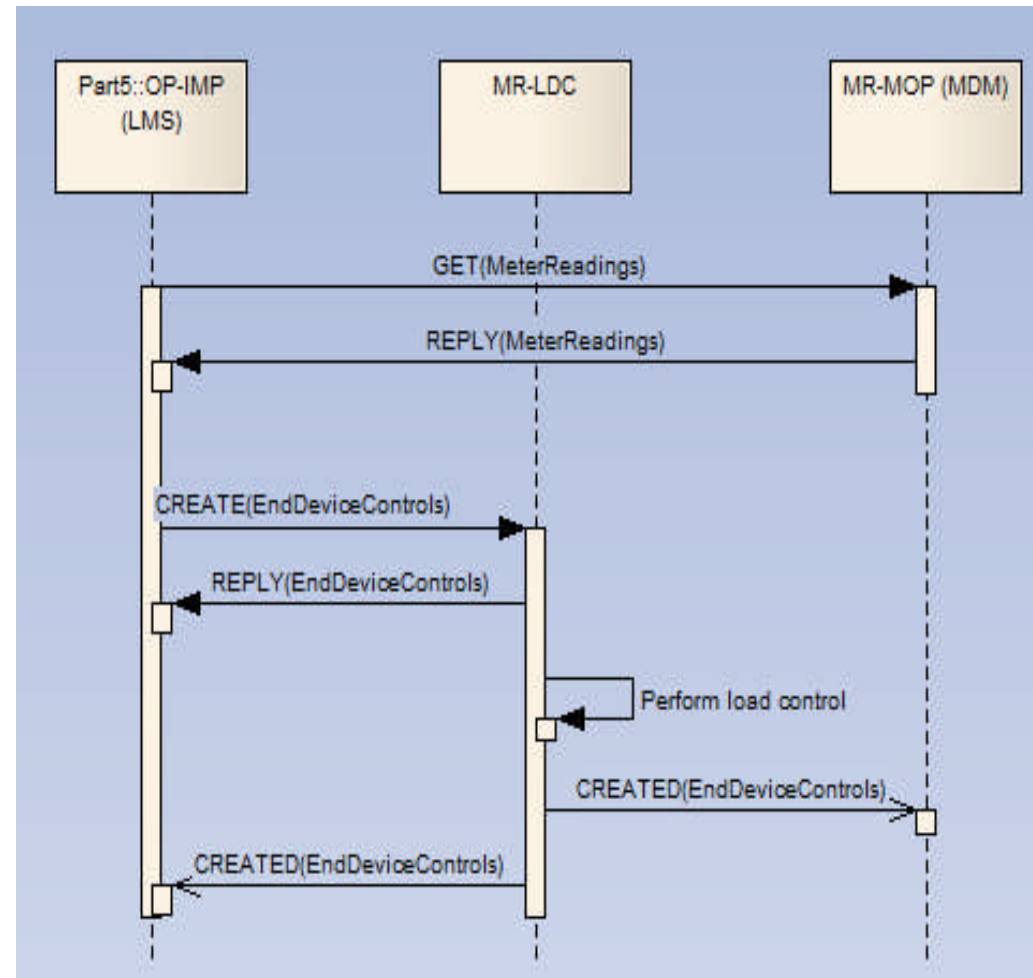 Part5::OP-IMP
(LMS)
MR-LDC
MR-MOP (MDM)
GET(MeterReadings)
REPLY(MeterReadings)
CREATE(EndDeviceControls)
REPLY(EndDeviceControls)
Perform load control
CREATED(EndDeviceControls)
CREATED(EndDeviceControls)